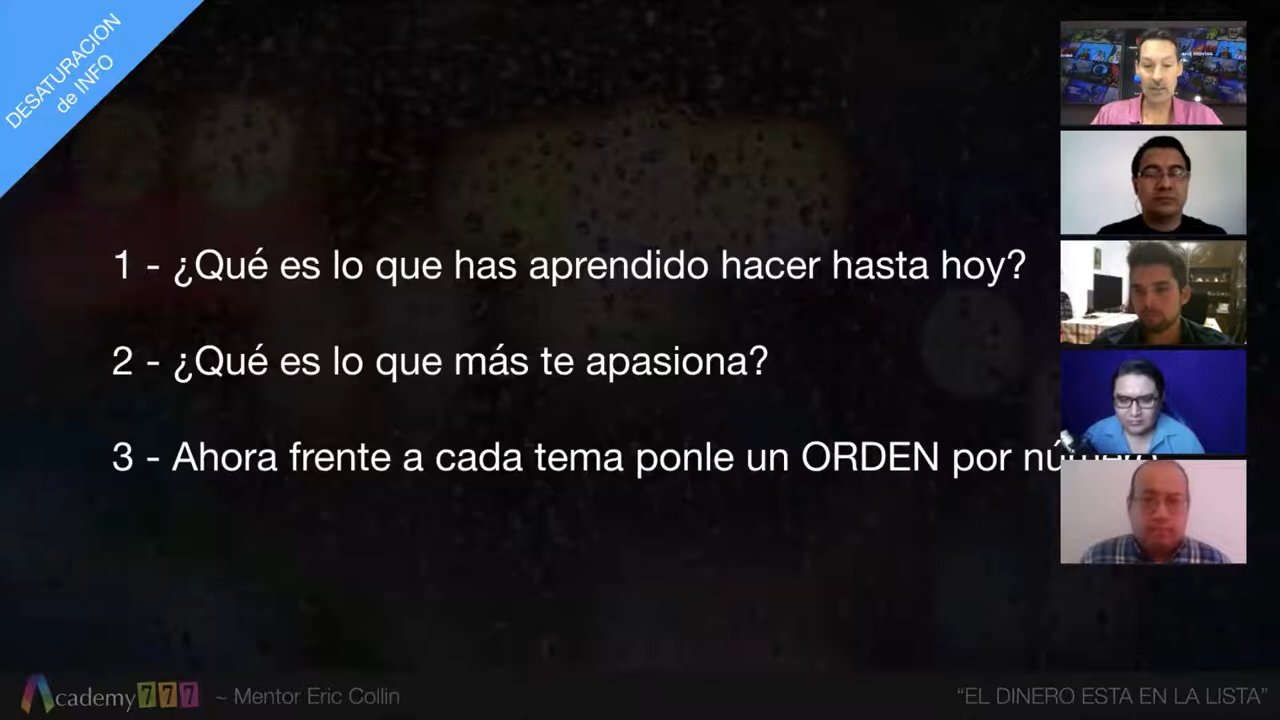 DESATURACION
de INFO
1 - ¿Qué es lo que has aprendido hacer hasta hoy?
2 - ¿Qué es lo que más te apasiona?
3 - Ahora frente a cada tema ponle un ORDEN por
Academy777 ~ Mentor Eric Collin
“EL DINERO ESTA EN LA LISTA”